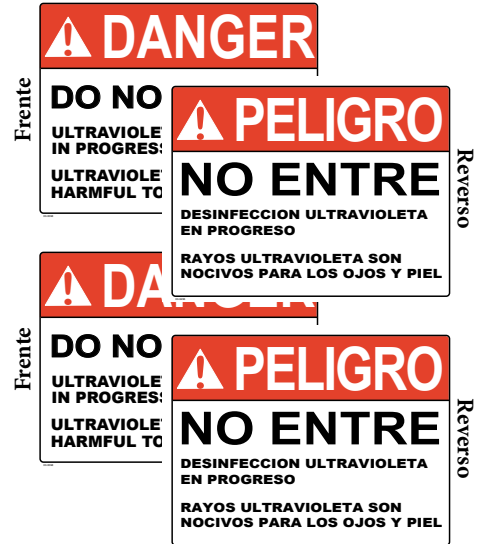 Frente
DANGER
DO NO
ULTRAVIOLE
IN PROGRESS
ULTRAVIOLE
HARMFUL TO
PELIGRO
NO ENTRE
DESINFECCION ULTRAVIOLETA
EN PROGRESO
RAYOS ULTRAVIOLETA SON
NOCIVOS PARA LOS OJOS Y PIEL
Reverso
Frente
DANGER
DO NO
ULTRAVIOLE
IN PROGRESS
ULTRAVIOLE
HARMFUL TO
PELIGRO
NO ENTRE
DESINFECCION ULTRAVIOLETA
EN PROGRESO
RAYOS ULTRAVIOLETA SON
NOCIVOS PARA LOS OJOS Y PIEL
Reverso